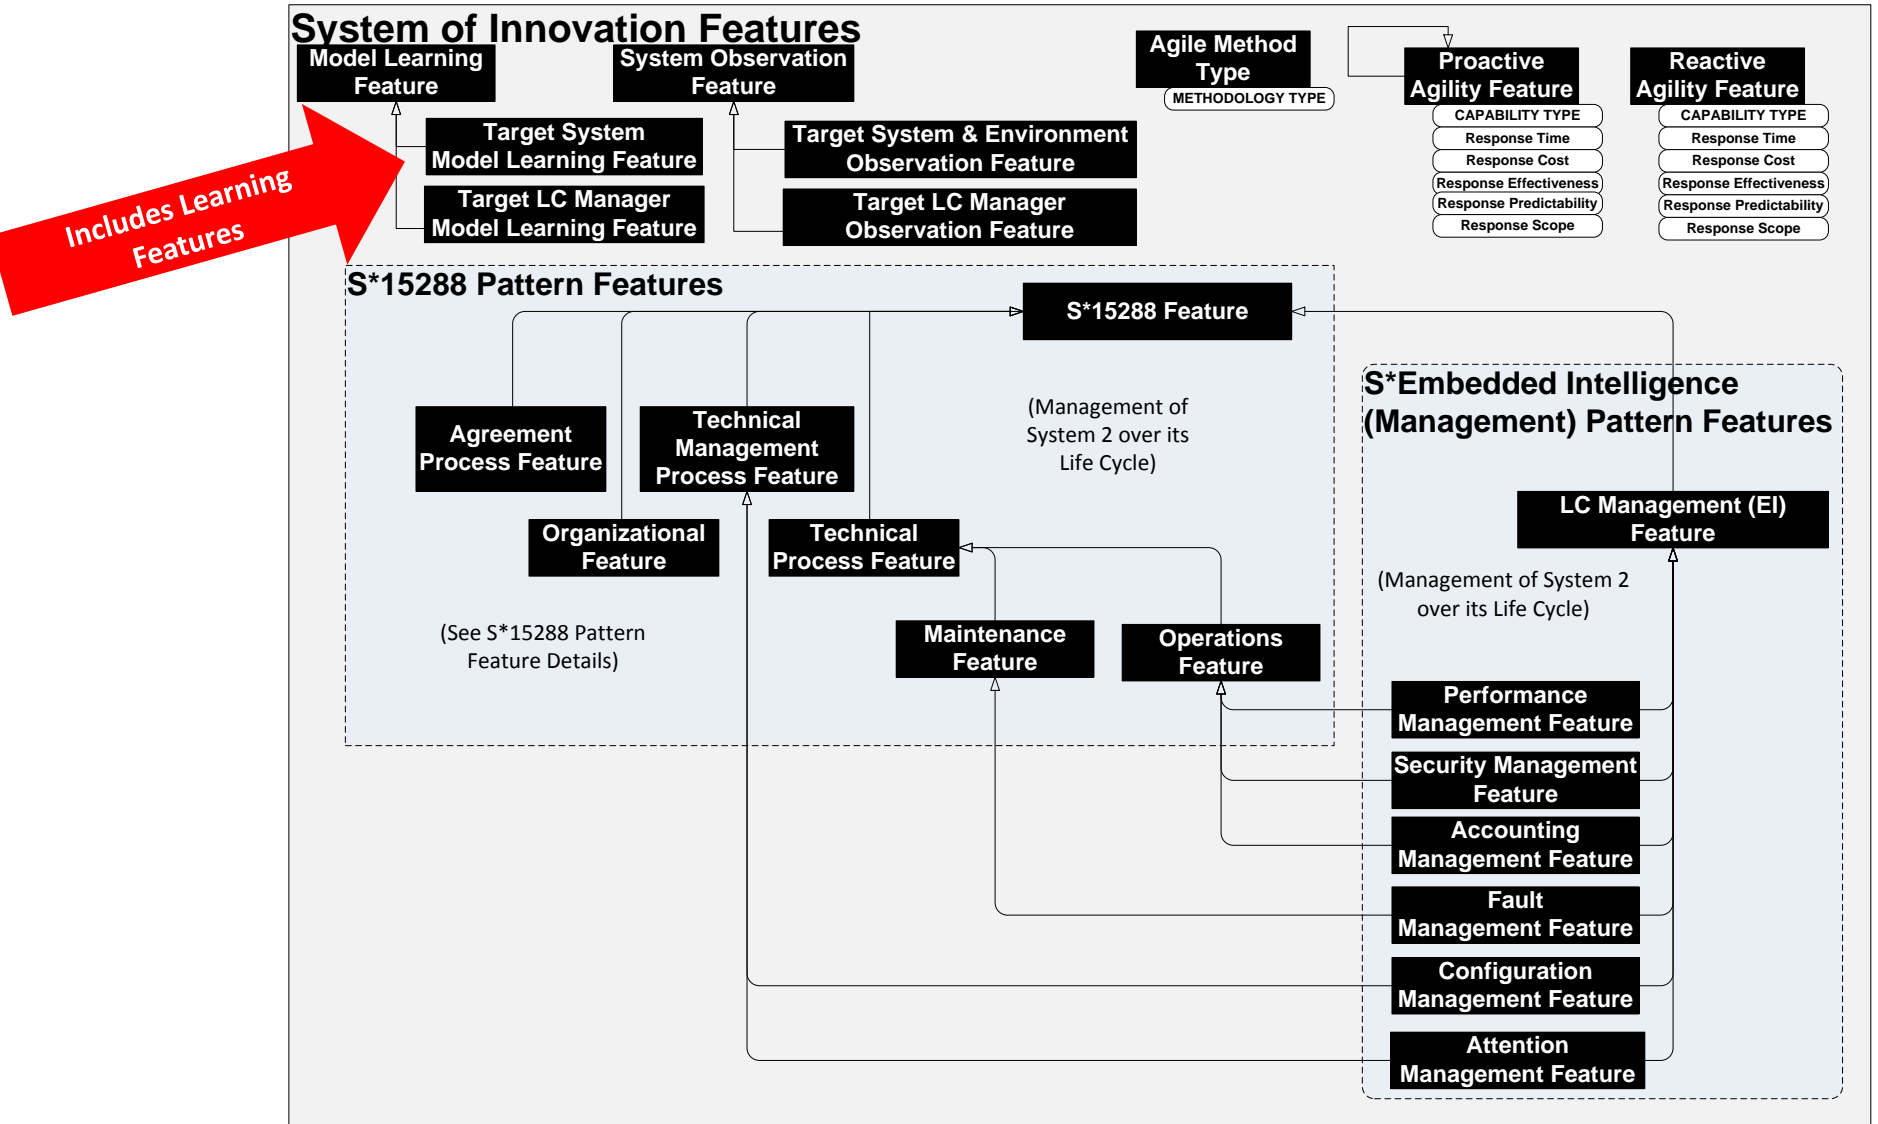 System of Innovation Features
Model Learning
Feature
System Observation
Feature
Agile Method
Type
METHODOLOGY TYPE
Proactive
Agility Feature
CAPABILITY TYPE
Response Time
Response Cost
Response Effectiveness
Response Predictability
Response Scope
Reactive
Agility Feature
CAPABILITY TYPE
Response Time
Response Cost
Response Effectiveness
Response Predictability
Response Scope
Target System
Model Learning Feature
Target System & Environment
Observation Feature
Target LC Manager
Model Learning Feature
Target LC Manager
Observation Feature
Includes Learning
Features
S*15288 Pattern Features
S*15288 Feature
Agreement
Process Feature
Technical
Management
Process Feature
(Management of
System 2 over its
Life Cycle)
Organizational
Feature
Technical
Process Feature
(See S*15288 Pattern
Feature Details)
Maintenance
Feature
Operations
Feature
S*Embedded Intelligence
(Management) Pattern Features
LC Management (EI)
Feature
(Management of System 2
over its Life Cycle)
Performance
Management Feature
Security Management
Feature
Accounting
Management Feature
Fault
Management Feature
Configuration
Management Feature
Attention
Management Feature